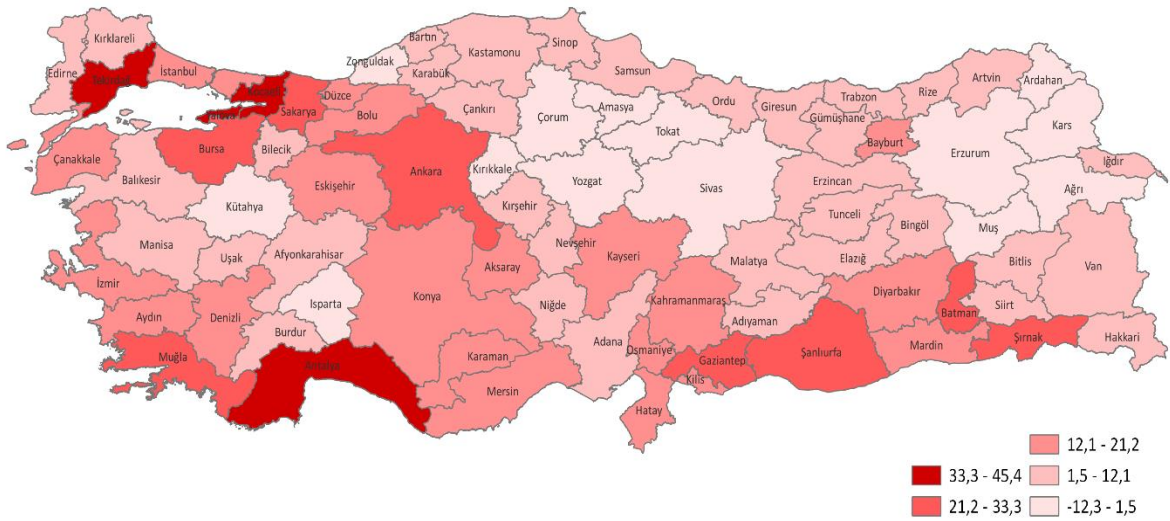 Kırklareli
Edirne
Tekirdağ
İstanbul
Kocaeli
Yalova
Sakarya
Düzce
Bolu
Zonguldak
Bartın
Karabük
Kastamonu
Çankırı
Sinop
Samsun
Çorum
Amasya
Tokat
Ordu
Giresun
Trabzon
Gümüşhane
Rize
Artvin
Ardahan
Kars
Bayburt
Erzurum
Iğdır
Ağrı
Çanakkale
Balıkesir
Bursa
Bilecik
Kütahya
Eskişehir
Ankara
Kırıkkale
Yozgat
Sivas
Erzincan
Tunceli
Bingöl
Muş
Bitlis
Van
Manisa
Uşak
Afyonkarahisar
Kırşehir
Nevşehir
Kayseri
Malatya
Elazığ
İzmir
Aydın
Denizli
Isparta
Burdur
Konya
Aksaray
Niğde
Kahramanmaraş
Adıyaman
Diyarbakır
Batman
Siirt
Şırnak
Hakkari
Muğla
Antalya
Karaman
Mersin
Adana
Osmaniye
Gaziantep
Kilis
Hatay
Şanlıurfa
Mardin
12,1 - 21,2
33,3 - 45,4
1,5 - 12,1
21,2 - 33,3
-12,3 - 1,5